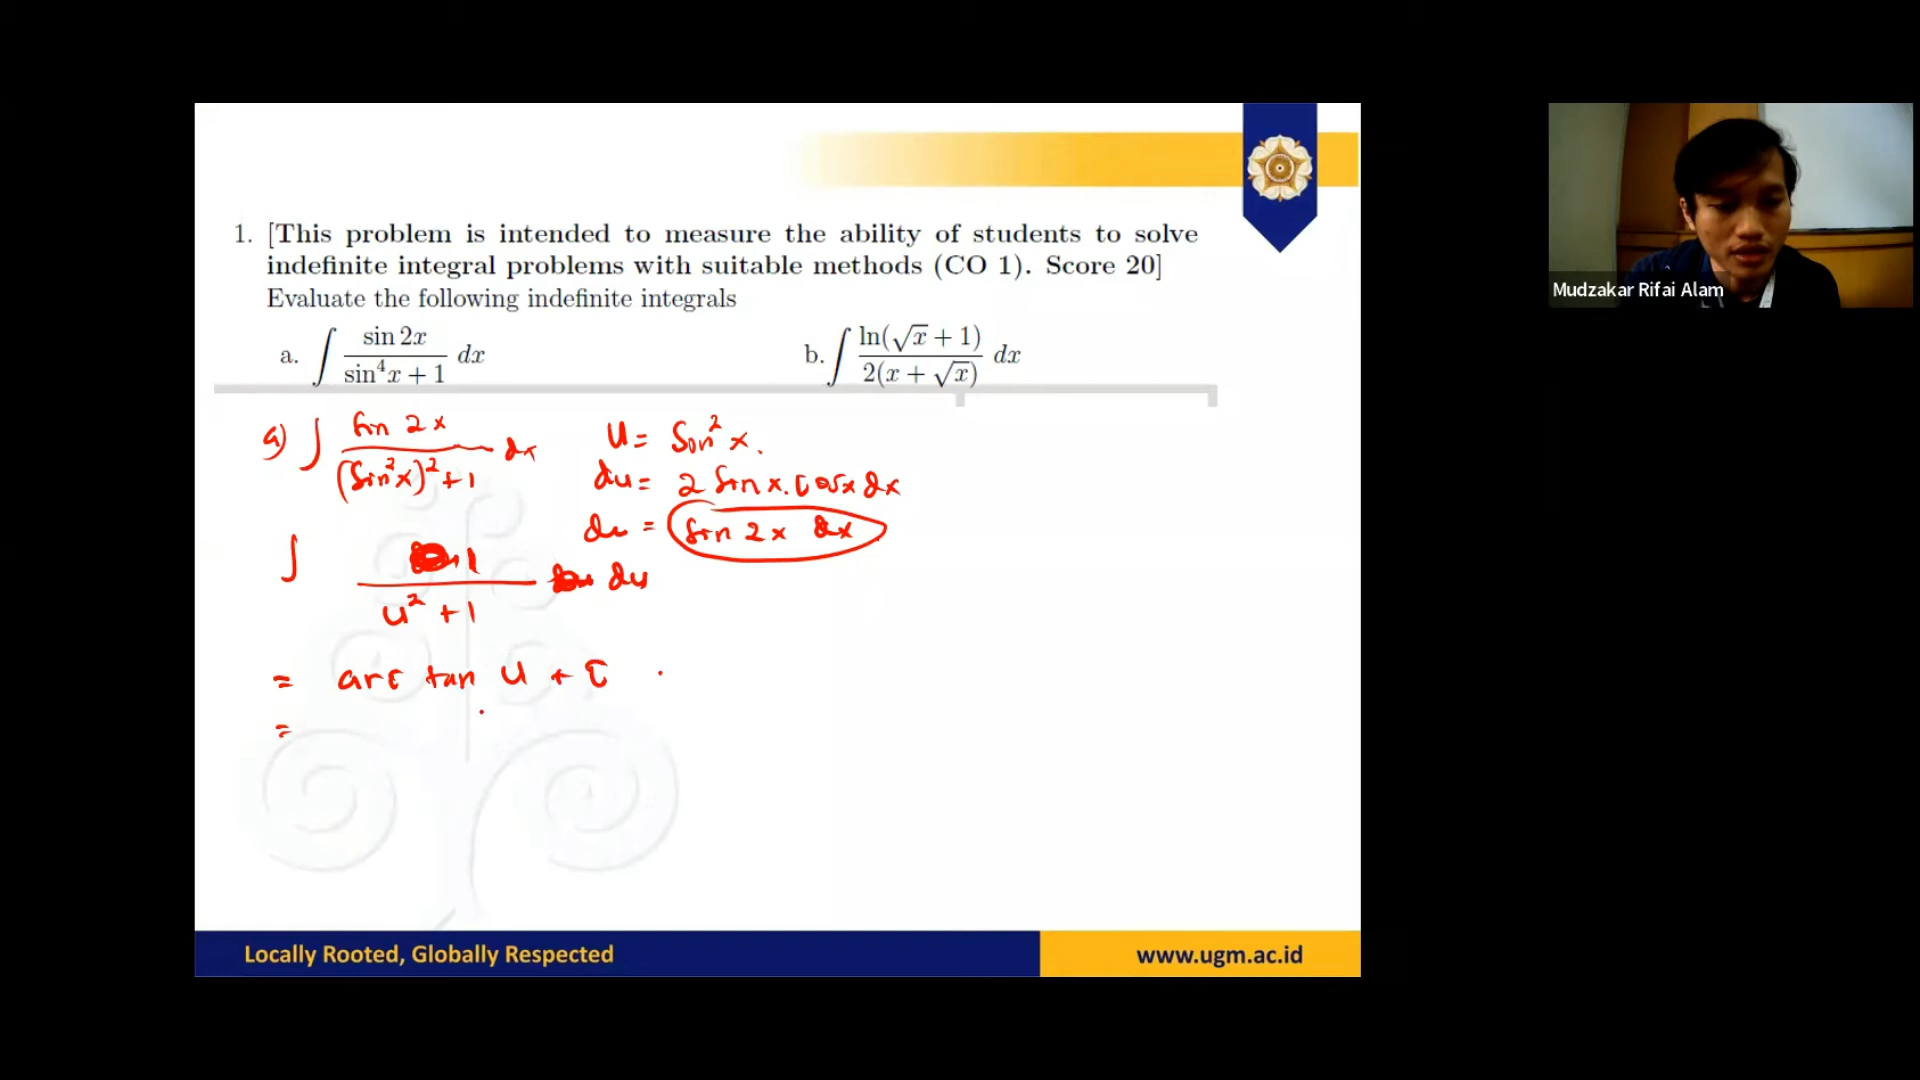 1. [This problem is intended to measure the ability of students to solve
indefinite integral problems with suitable methods (CO 1). Score 20]
Evaluate the following indefinite integrals
a. ∫ (sin 2x)/(sin⁴x + 1) dx b. ∫ (ln(√x + 1))/(2(x + √x)) dx
a) ∫ (sin 2x)/((sin²x)² + 1) dx
∫ 1/(u² + 1) du
= arc tan u + C
=
u = sin² x.
du = 2 sin x. cos x dx
du = sin 2x dx
Locally Rooted, Globally Respected
www.ugm.ac.id
Mudzakar Rifai Alam